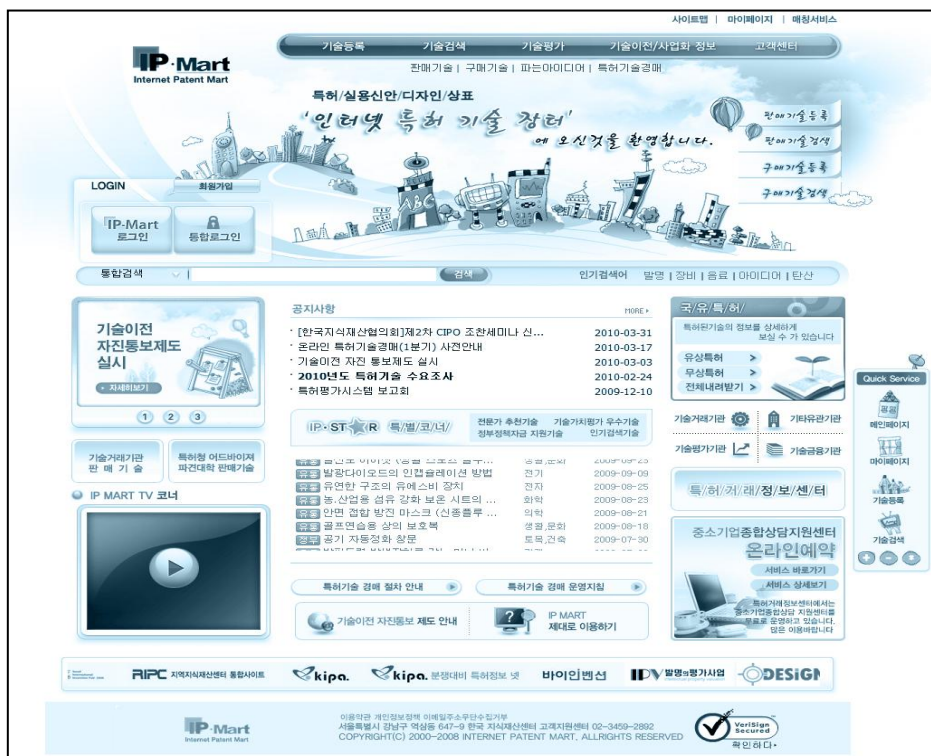 사이트맵 | 마이페이지 | 매칭서비스
IP·Mart
Internet Patent Mart
기술등록 기술검색 기술평가 기술이전/사업화 정보 고객센터
판매기술 | 구매기술 | 파는아이디어 | 특허기술경매
특허/실용신안/디자인/상표
'인터넷 특허 기술 장터'
에 오신것을 환영합니다.
판매기술등록
판매기술검색
구매기술등록
구매기술검색
ABC
LOGIN 회원가입
IP·Mart
로그인
통합로그인
통합검색 검색 인기검색어 발명 | 장비 | 음료 | 아이디어 | 탄산
기술이전
자진통보제도
실시
자세히보기
1 2 3
공지사항 MORE
[한국지식재산협의회]제2차 CIPO 조찬세미나 신... 2010-03-31
온라인 특허기술경매(1분기) 사전안내 2010-03-17
기술이전 자진 통보제도 실시 2010-03-03
2010년도 특허기술 수요조사 2010-02-24
특허평가시스템 보고회 2009-12-10
국/유/특/허/
특허된기술의 정보를 상세하게
보실 수 가 있습니다
유상특허 >
무상특허 >
전체내려받기 >
Quick Service
메인페이지
마이페이지
기술등록
기술검색
기술거래기관 기타유관기관
기술평가기관 기술금융기관
IP·STAR 특/별/코/너/
전문가 추천기술 기술가치평가 우수기술
정부정책자금 지원기술 인기검색기술
기술거래기관
판 매 기 술
특허청 어드바이져
파견대학 판매기술
IP MART TV 코너
생활,문화 2009-09-23
유통 발광다이오드의 인캡슐레이션 방법 전기 2009-09-09
유통 유연한 구조의 유에스비 장치 전자 2009-08-25
유통 농.산업용 섬유 강화 보온 시트의 ... 화학 2009-08-23
유통 안면 접합 방진 마스크 (신종플루 ... 의학 2009-08-21
유통 골프연습용 상의 보호복 생활,문화 2009-08-18
정부 공기 자동정화 창문 토목,건축 2009-07-30
특/허/거/래/정/보/센/터/
중소기업종합상담지원센터
온라인예약
서비스 바로가기
서비스 상세보기
특허거래정보센터에서는
중소기업종합상담 지원센터를
무료로 운영하고 있습니다.
많은 이용바랍니다
특허기술 경매 절차 안내 특허기술 경매 운영지침
기술이전 자진통보 제도 안내
IP MART
제대로 이용하기
RIPC 지역지식재산센터 통합사이트 kipa. kipa. 분쟁대비 특허정보 넷 바이인벤션 IDV 발명의평가사업 DESIGN
IP·Mart
Internet Patent Mart
이용약관 개인정보정책 이메일주소무단수집거부
서울특별시 강남구 역삼동 647-9 한국 지식재산센터 고객지원센터 02-3459-2892
COPYRIGHT(C) 2000-2008 INTERNET PATENT MART, ALLRIGHTS RESERVED
VeriSign
Secured
확인하다